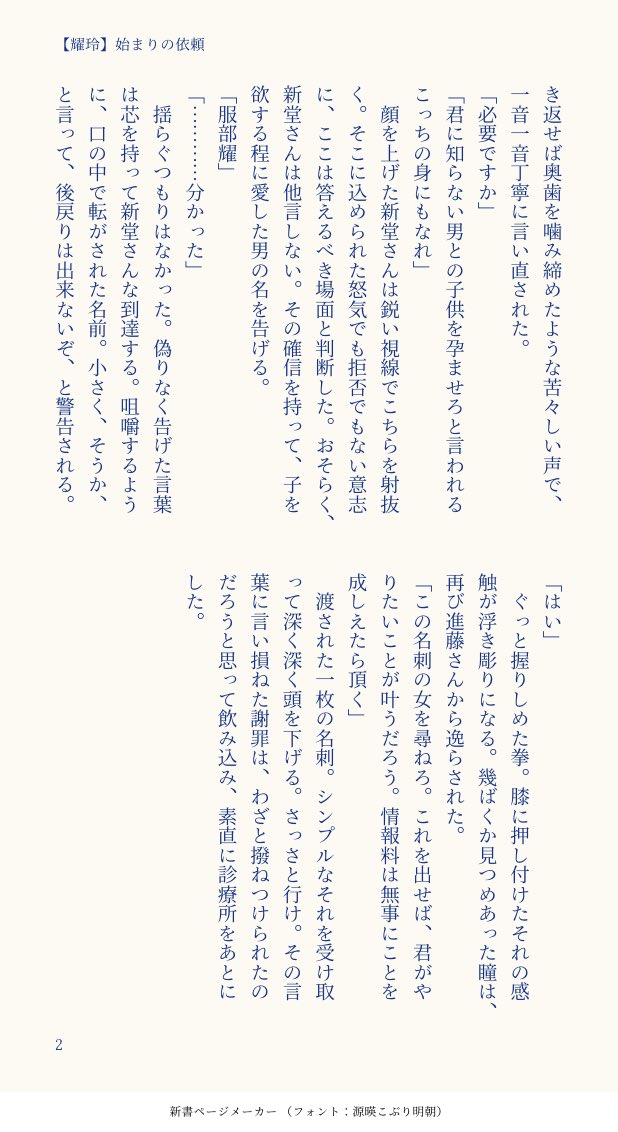 【耀玲】始まりの依頼
き返せば奥歯を噛み締めたような苦々しい声で、
一音一音丁寧に言い直された。
「必要ですか」
「君に知らない男との子供を孕ませろと言われる
こっちの身にもなれ」
　顔を上げた新堂さんは鋭い視線でこちらを射抜
く。そこに込められた怒気でも拒否でもない意志
に、ここは答えるべき場面と判断した。おそらく、
新堂さんは他言しない。その確信を持って、子を
欲する程に愛した男の名を告げる。
「服部耀」
「…………分かった」
　揺らぐつもりはなかった。偽りなく告げた言葉
は芯を持って新堂さんな到達する。咀嚼するよう
に、口の中で転がされた名前。小さく、そうか、
と言って、後戻りは出来ないぞ、と警告される。
「はい」
　ぐっと握りしめた拳。膝に押し付けたそれの感
触が浮き彫りになる。幾ばくか見つめあった瞳は、
再び進藤さんから逸らされた。
「この名刺の女を尋ねろ。これを出せば、君がや
りたいことが叶うだろう。情報料は無事にことを
成しえたら頂く」
　渡された一枚の名刺。シンプルなそれを受け取
って深く深く頭を下げる。さっさと行け。その言
葉に言い損ねた謝罪は、わざと撥ねつけられたの
だろうと思って飲み込み、素直に診療所をあとに
した。
2
新書ページメーカー（フォント：源暎こぶり明朝）